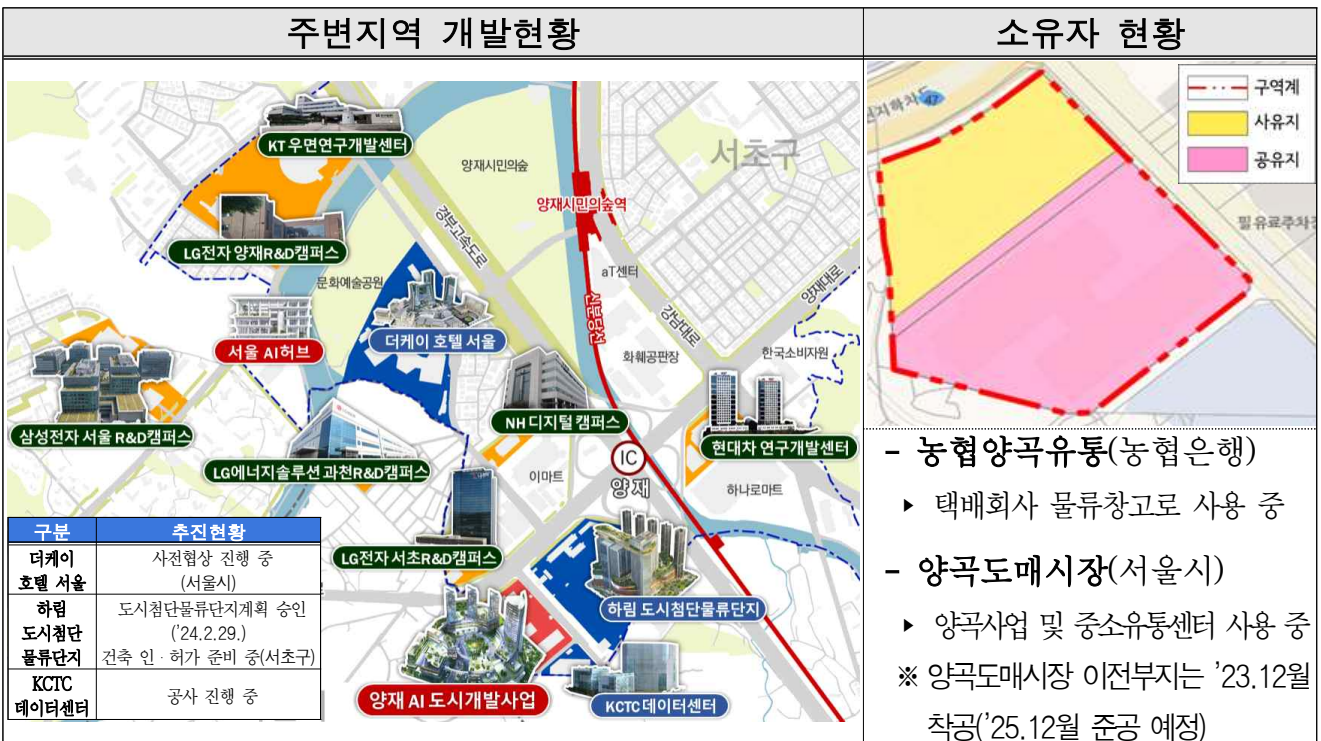 주변지역 개발현황
KT 우면연구개발센터
양재시민의숲
서초구
양재시민의숲역
경부고속도로
LG전자 양재R&D캠퍼스
aT센터
문화예술공원
양재대로
신분당선
강남대로
서울 AI허브
더케이 호텔 서울
화훼공판장
한국소비자원
삼성전자 서울 R&D캠퍼스
NH 디지털 캠퍼스
현대차 연구개발센터
LG에너지솔루션 과천R&D캠퍼스
이마트
IC
양재
하나로마트
LG전자 서초R&D캠퍼스
하림 도시첨단물류단지
양재 AI 도시개발사업
KCTC 데이터센터
구분 추진현황
더케이
호텔 서울
사전협상 진행 중
(서울시)
하림
도시첨단
물류단지
도시첨단물류단지계획 승인
('24.2.29.)
건축 인·허가 준비 중(서초구)
KCTC
데이터센터
공사 진행 중
소유자 현황
구역계
사유지
공유지
47
필유료주차장
- 농협양곡유통(농협은행)
▸ 택배회사 물류창고로 사용 중
- 양곡도매시장(서울시)
▸ 양곡사업 및 중소유통센터 사용 중
※ 양곡도매시장 이전부지는 '23.12월
착공('25.12월 준공 예정)